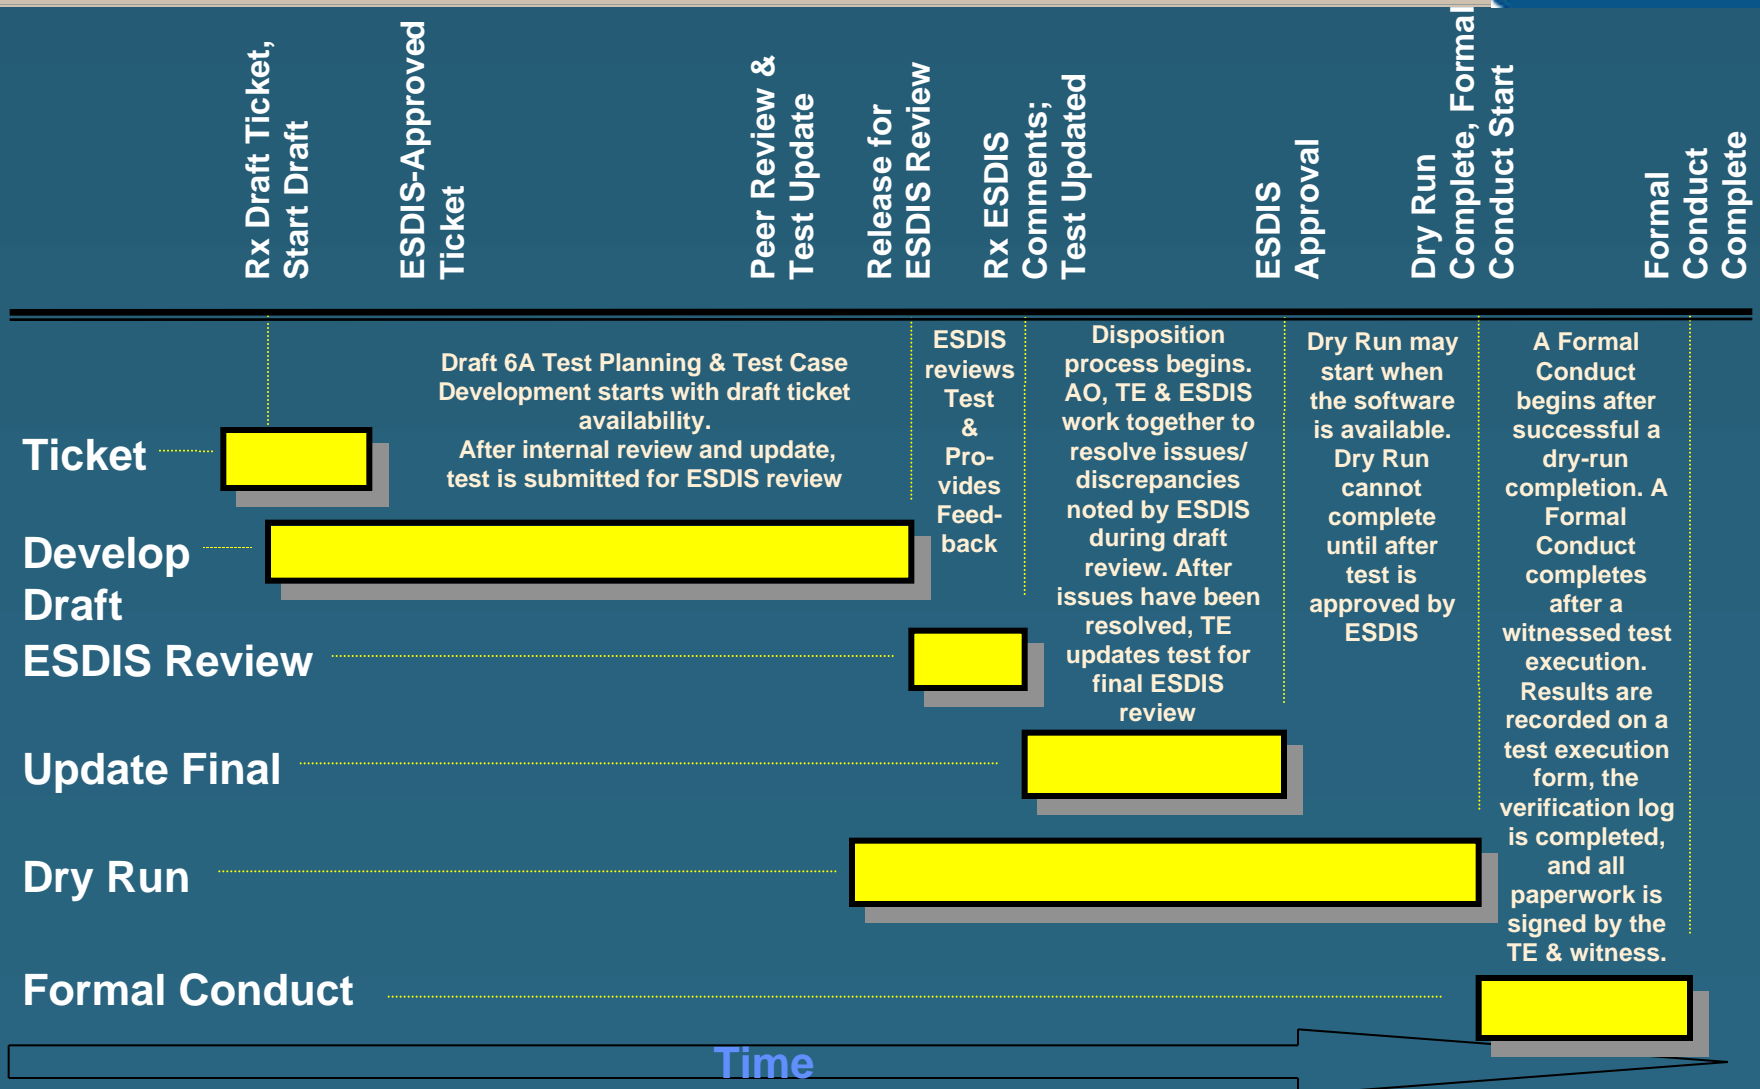 Rx Draft Ticket,
Start Draft
ESDIS-Approved
Ticket
Peer Review &
Test Update
Release for
ESDIS Review
Rx ESDIS
Comments;
Test Updated
ESDIS
Approval
Dry Run
Complete, Formal
Conduct Start
Formal
Conduct
Complete
Draft 6A Test Planning & Test Case
Development starts with draft ticket
availability.
After internal review and update,
test is submitted for ESDIS review
ESDIS
reviews
Test
&
Pro-
vides
Feed-
back
Disposition
process begins.
AO, TE & ESDIS
work together to
resolve issues/
discrepancies
noted by ESDIS
during draft
review. After
issues have been
resolved, TE
updates test for
final ESDIS
review
Dry Run may
start when
the software
is available.
Dry Run
cannot
complete
until after
test is
approved by
ESDIS
A Formal
Conduct
begins after
successful a
dry-run
completion. A
Formal
Conduct
completes
after a
witnessed test
execution.
Results are
recorded on a
test execution
form, the
verification log
is completed,
and all
paperwork is
signed by the
TE & witness.
Ticket
Develop
Draft
ESDIS Review
Update Final
Dry Run
Formal Conduct
Time